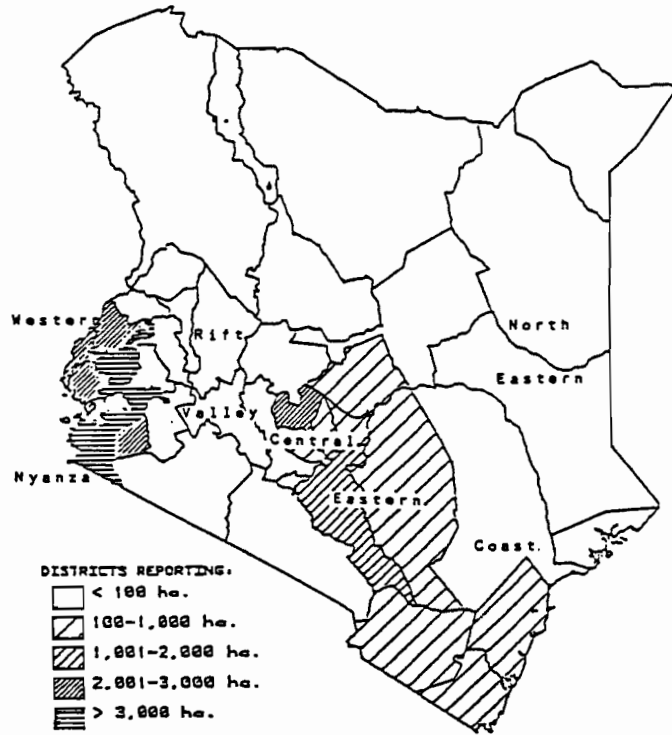 Western
Rift
North
Eastern
Valley
Central
Nyanza
Eastern
Coast.
DISTRICTS REPORTING:
< 100 ha.
100-1,000 ha.
1,001-2,000 ha.
2,001-3,000 ha.
> 3,000 ha.